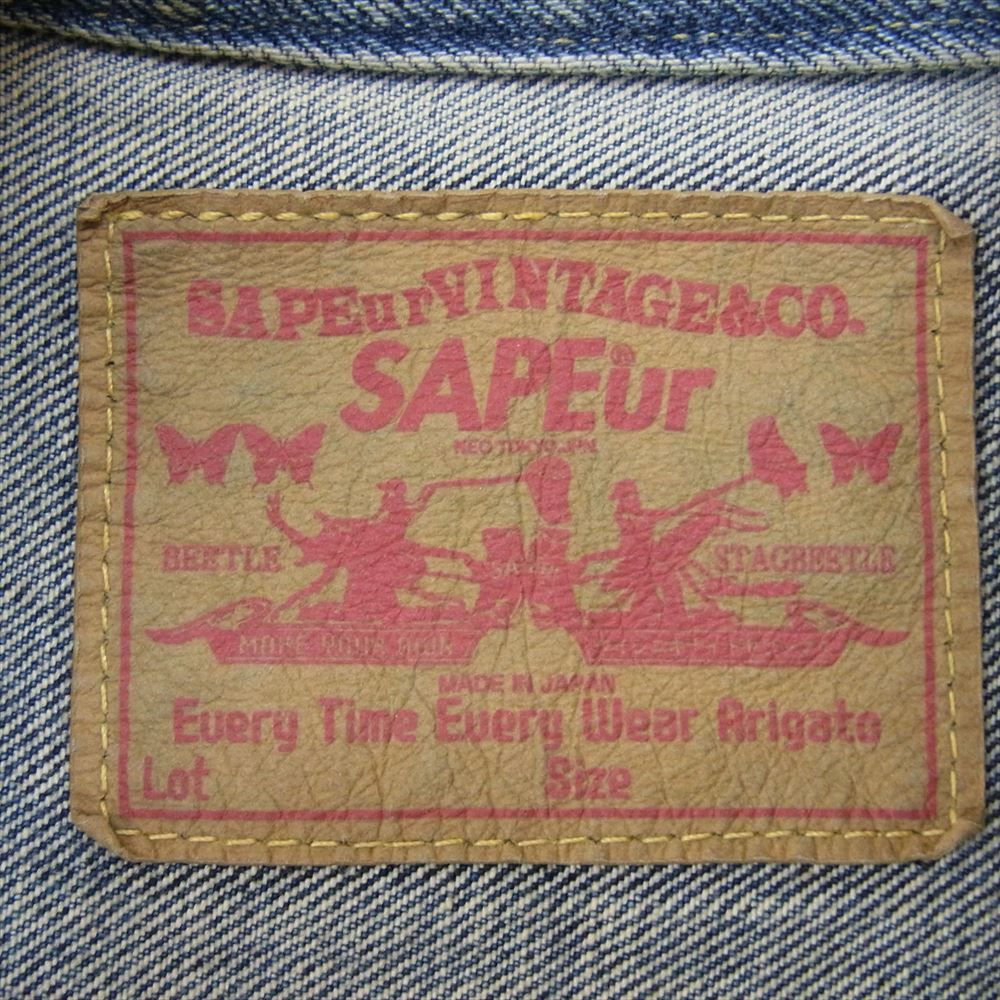 SAPEurVINTAGE&CO.
SAPEur®
NEO TOKYO JPN
BEETLE
STAGBEETLE
MADE IN JAPAN
Every Time Every Wear Arigato
Lot Size